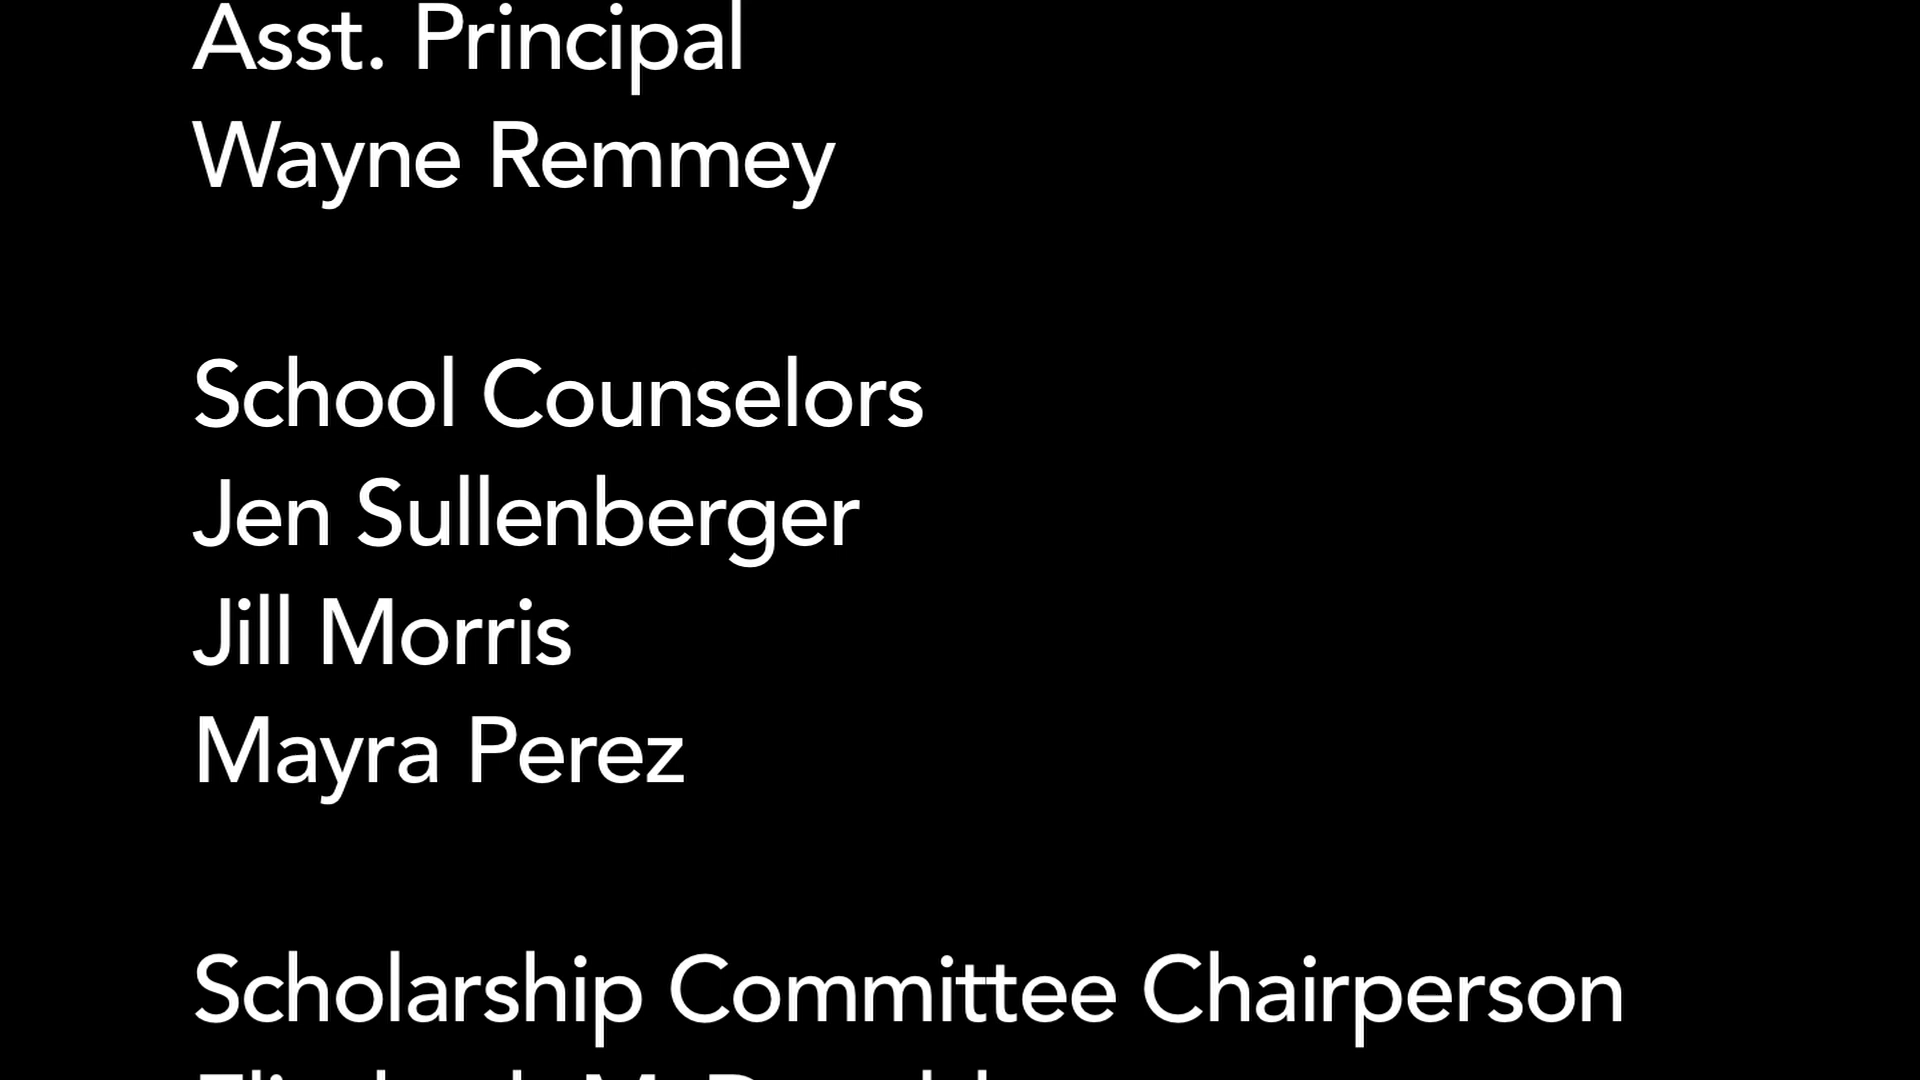 Asst. Principal
Wayne Remmey
School Counselors
Jen Sullenberger
Jill Morris
Mayra Perez
Scholarship Committee Chairperson